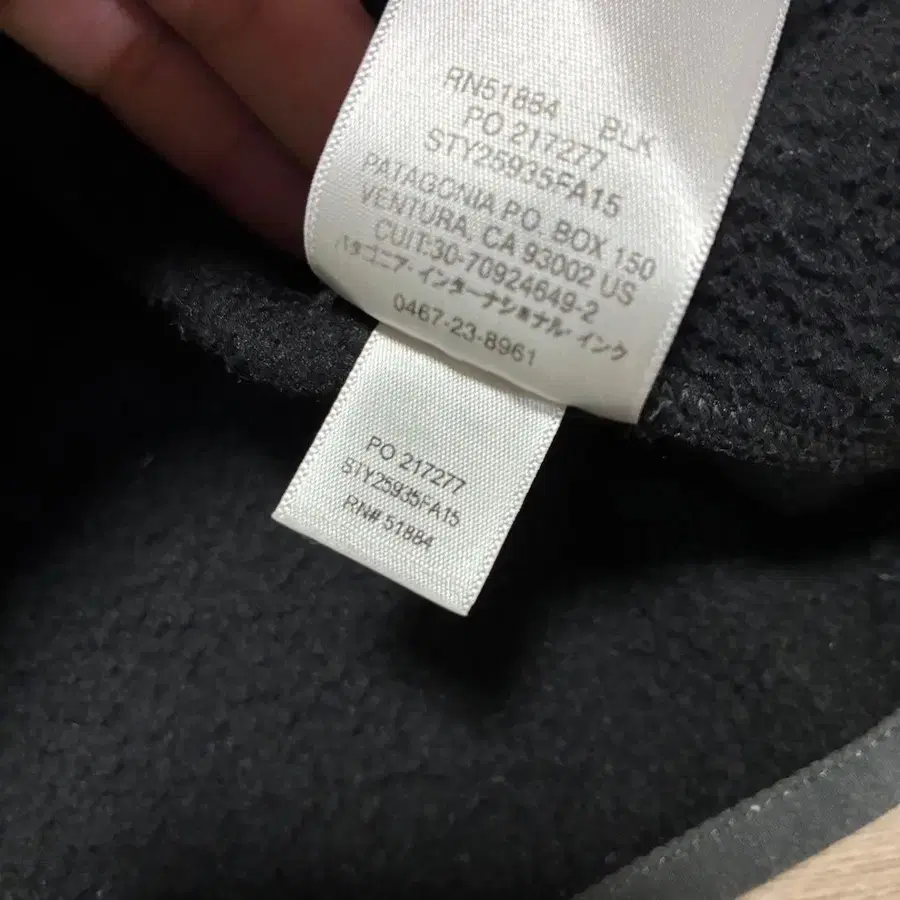 RN51884 BLK
PO 217277
STY25935FA15
PATAGONIA P.O. BOX 150
VENTURA, CA 93002 US
CUIT:30-70924649-2
パタゴニア・インターナショナル・インク
0467-23-8961
PO 217277
STY25935FA15
RN# 51884